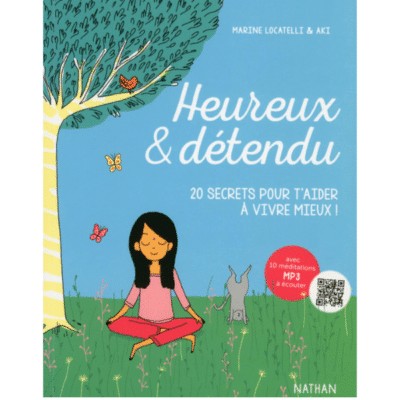 MARINE LOCATELLI & AKI
Heureux
& détendu
20 SECRETS POUR T'AIDER
À VIVRE MIEUX !
avec
10 méditations
MP3
à écouter
NATHAN